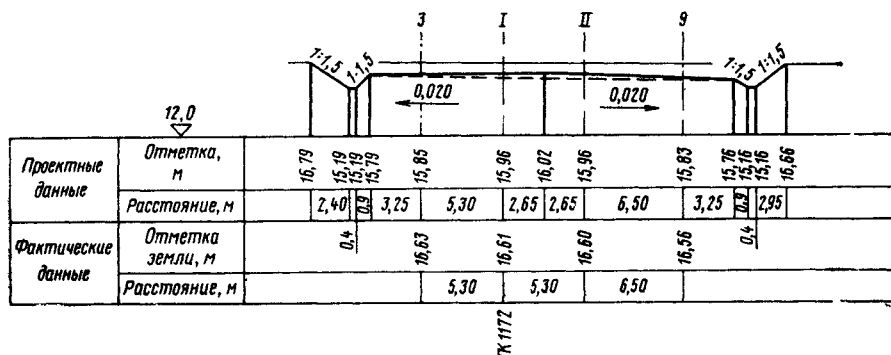 3 I II 9
1:1,5 1:1,5 1:1,5 1:1,5
0,020 0,020
12,0
Проектные данные
Отметка, м
16,79 15,19 15,19 15,79 15,85 15,96 16,02 15,96 15,83 15,76 15,16 15,16 16,66
Расстояние, м
2,40 0,4 0,9 3,25 5,30 2,65 2,65 6,50 3,25 0,9 0,4 2,95
Фактические данные
Отметка земли, м
16,63 16,61 16,60 16,56
Расстояние, м
5,30 5,30 6,50
ПК 1172